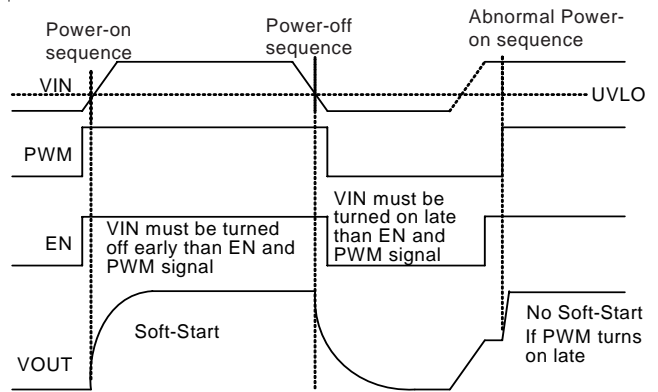 Power-on
sequence
Power-off
sequence
Abnormal Power-
on sequence
VIN
UVLO
PWM
EN
VIN must be turned
off early than EN and
PWM signal
VIN must be
turned on late
than EN and
PWM signal
VOUT
Soft-Start
No Soft-Start
If PWM turns
on late